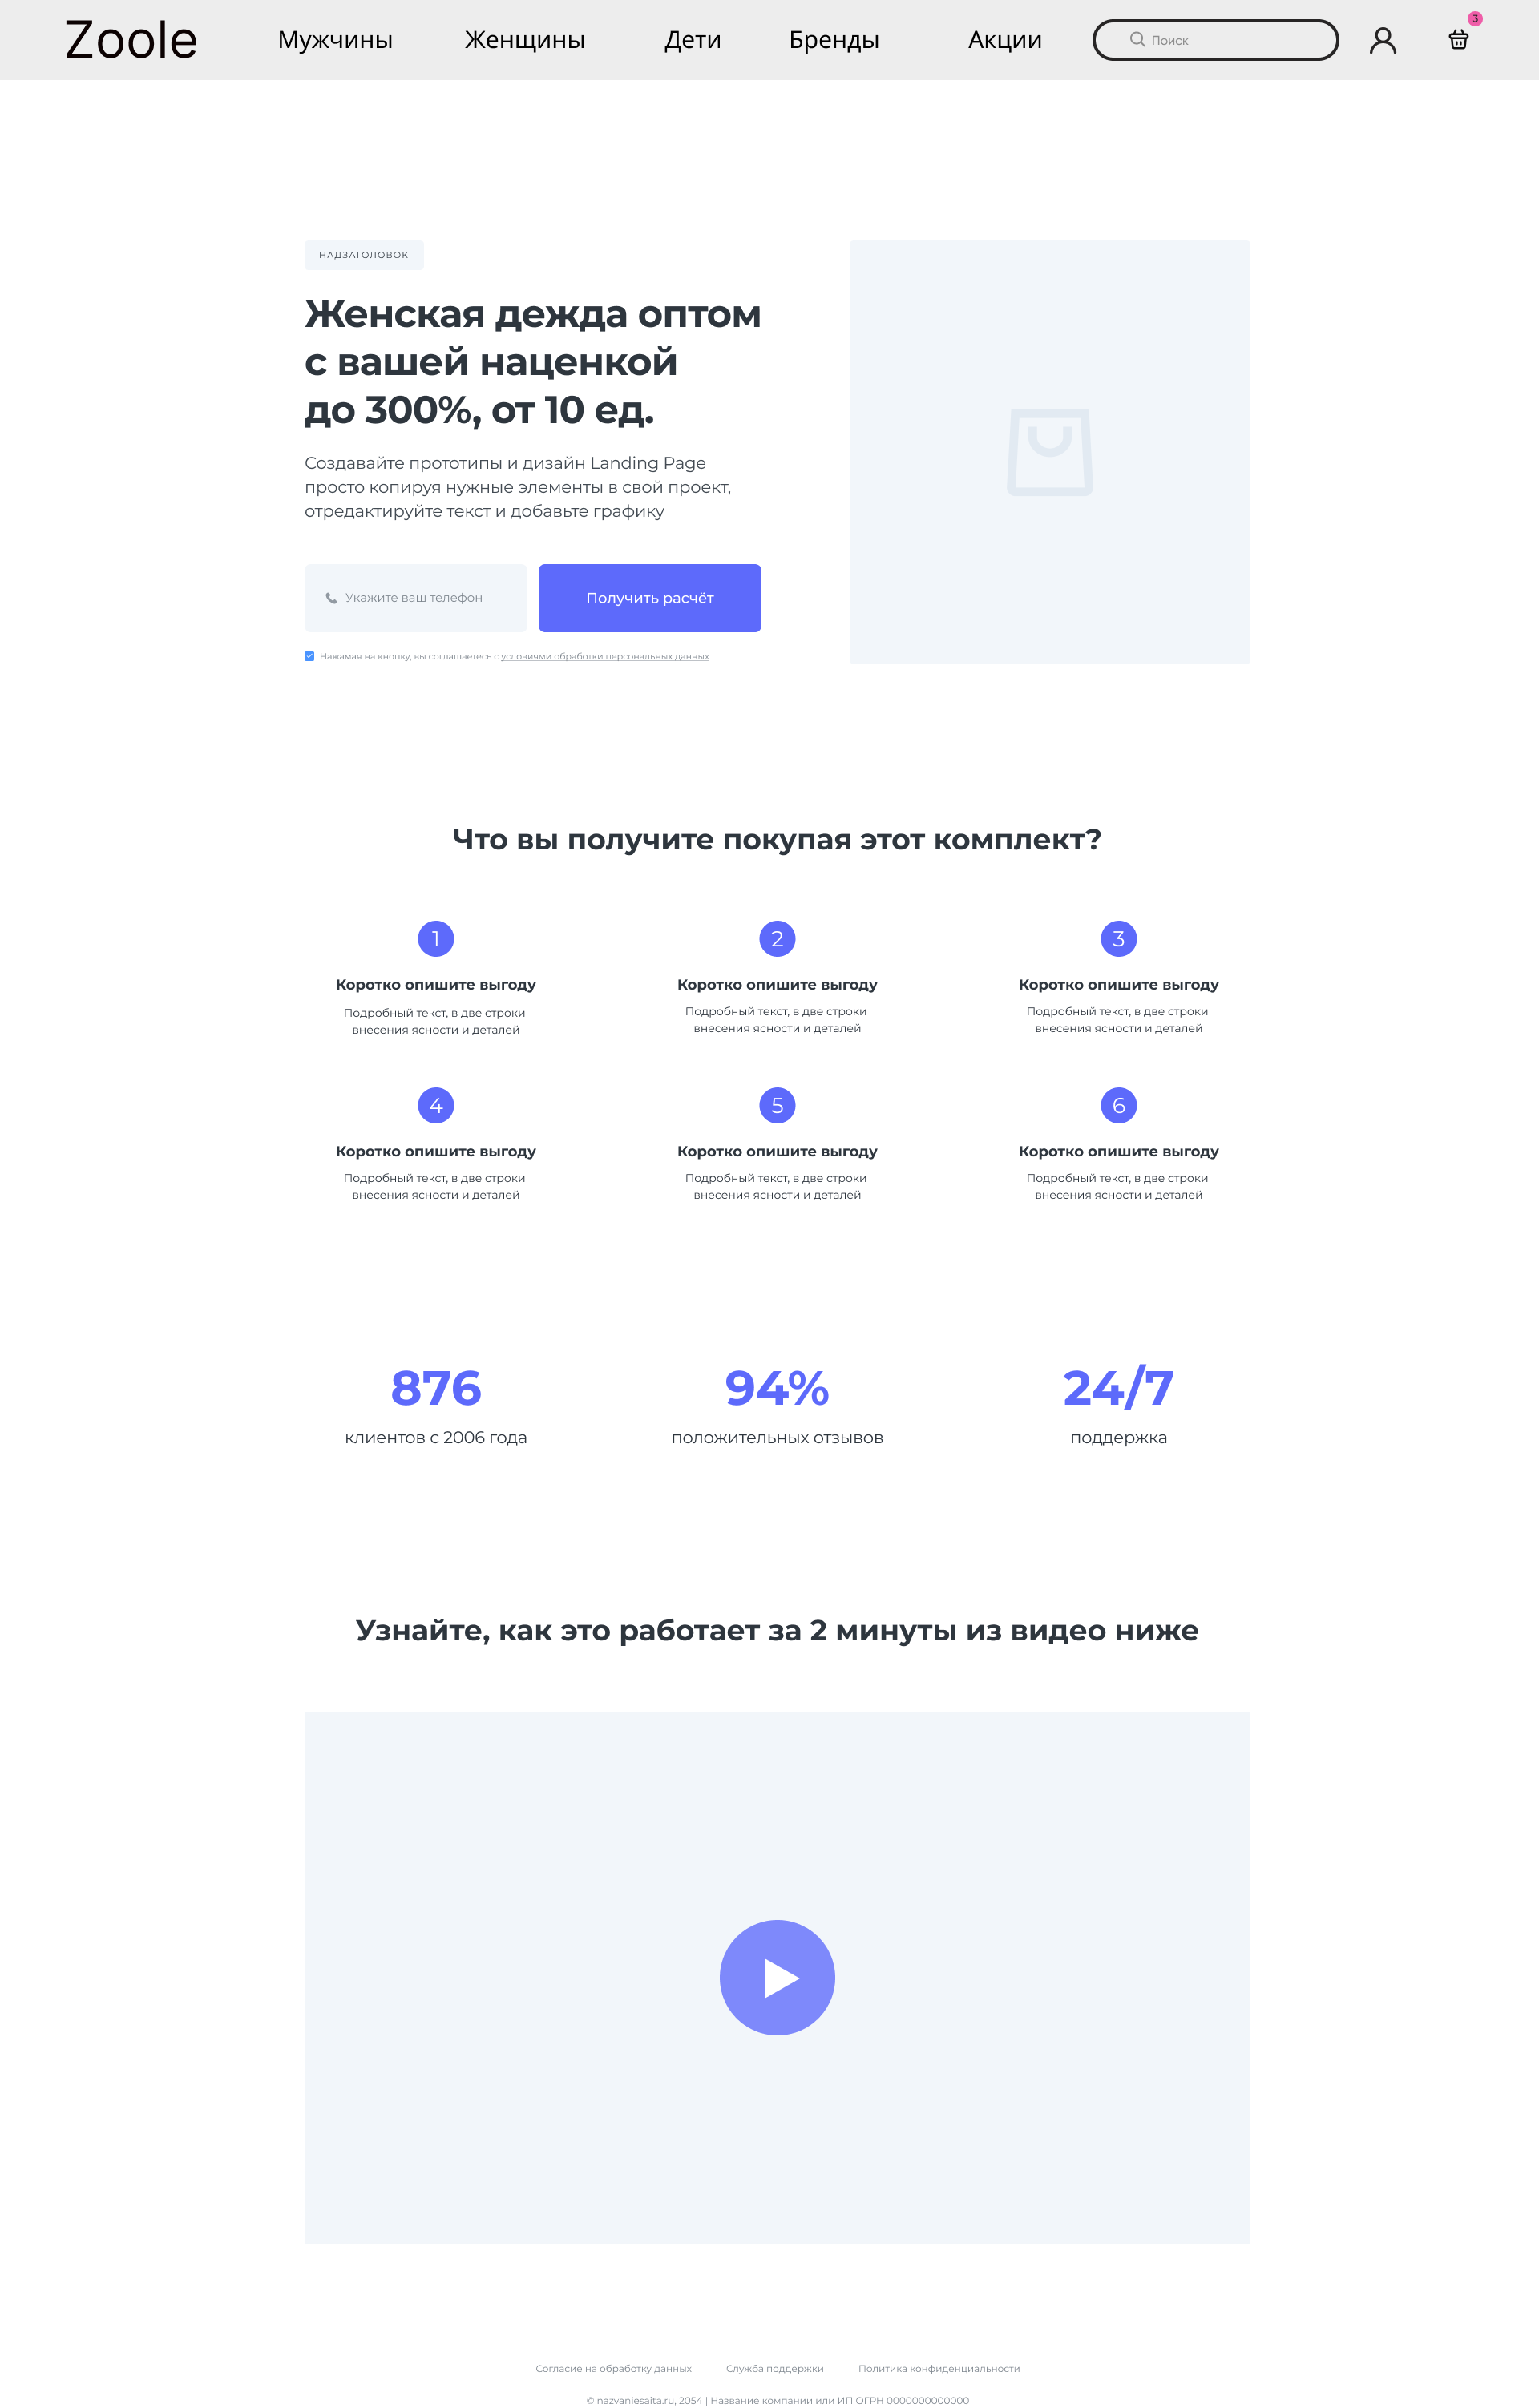 Zoole
Мужчины
Женщины
Дети
Бренды
Акции
Поиск
3
НАДЗАГОЛОВОК
Женская дежда оптом
с вашей наценкой
до 300%, от 10 ед.
Создавайте прототипы и дизайн Landing Page
просто копируя нужные элементы в свой проект,
отредактируйте текст и добавьте графику
Укажите ваш телефон
Получить расчёт
Нажамая на кнопку, вы соглашаетесь с условиями обработки персональных данных
Что вы получите покупая этот комплект?
1
Коротко опишите выгоду
Подробный текст, в две строки
внесения ясности и деталей
2
Коротко опишите выгоду
Подробный текст, в две строки
внесения ясности и деталей
3
Коротко опишите выгоду
Подробный текст, в две строки
внесения ясности и деталей
4
Коротко опишите выгоду
Подробный текст, в две строки
внесения ясности и деталей
5
Коротко опишите выгоду
Подробный текст, в две строки
внесения ясности и деталей
6
Коротко опишите выгоду
Подробный текст, в две строки
внесения ясности и деталей
876
клиентов с 2006 года
94%
положительных отзывов
24/7
поддержка
Узнайте, как это работает за 2 минуты из видео ниже
Согласие на обработку данных
Служба поддержки
Политика конфиденциальности
© nazvaniesaita.ru, 2054 | Название компании или ИП ОГРН 0000000000000